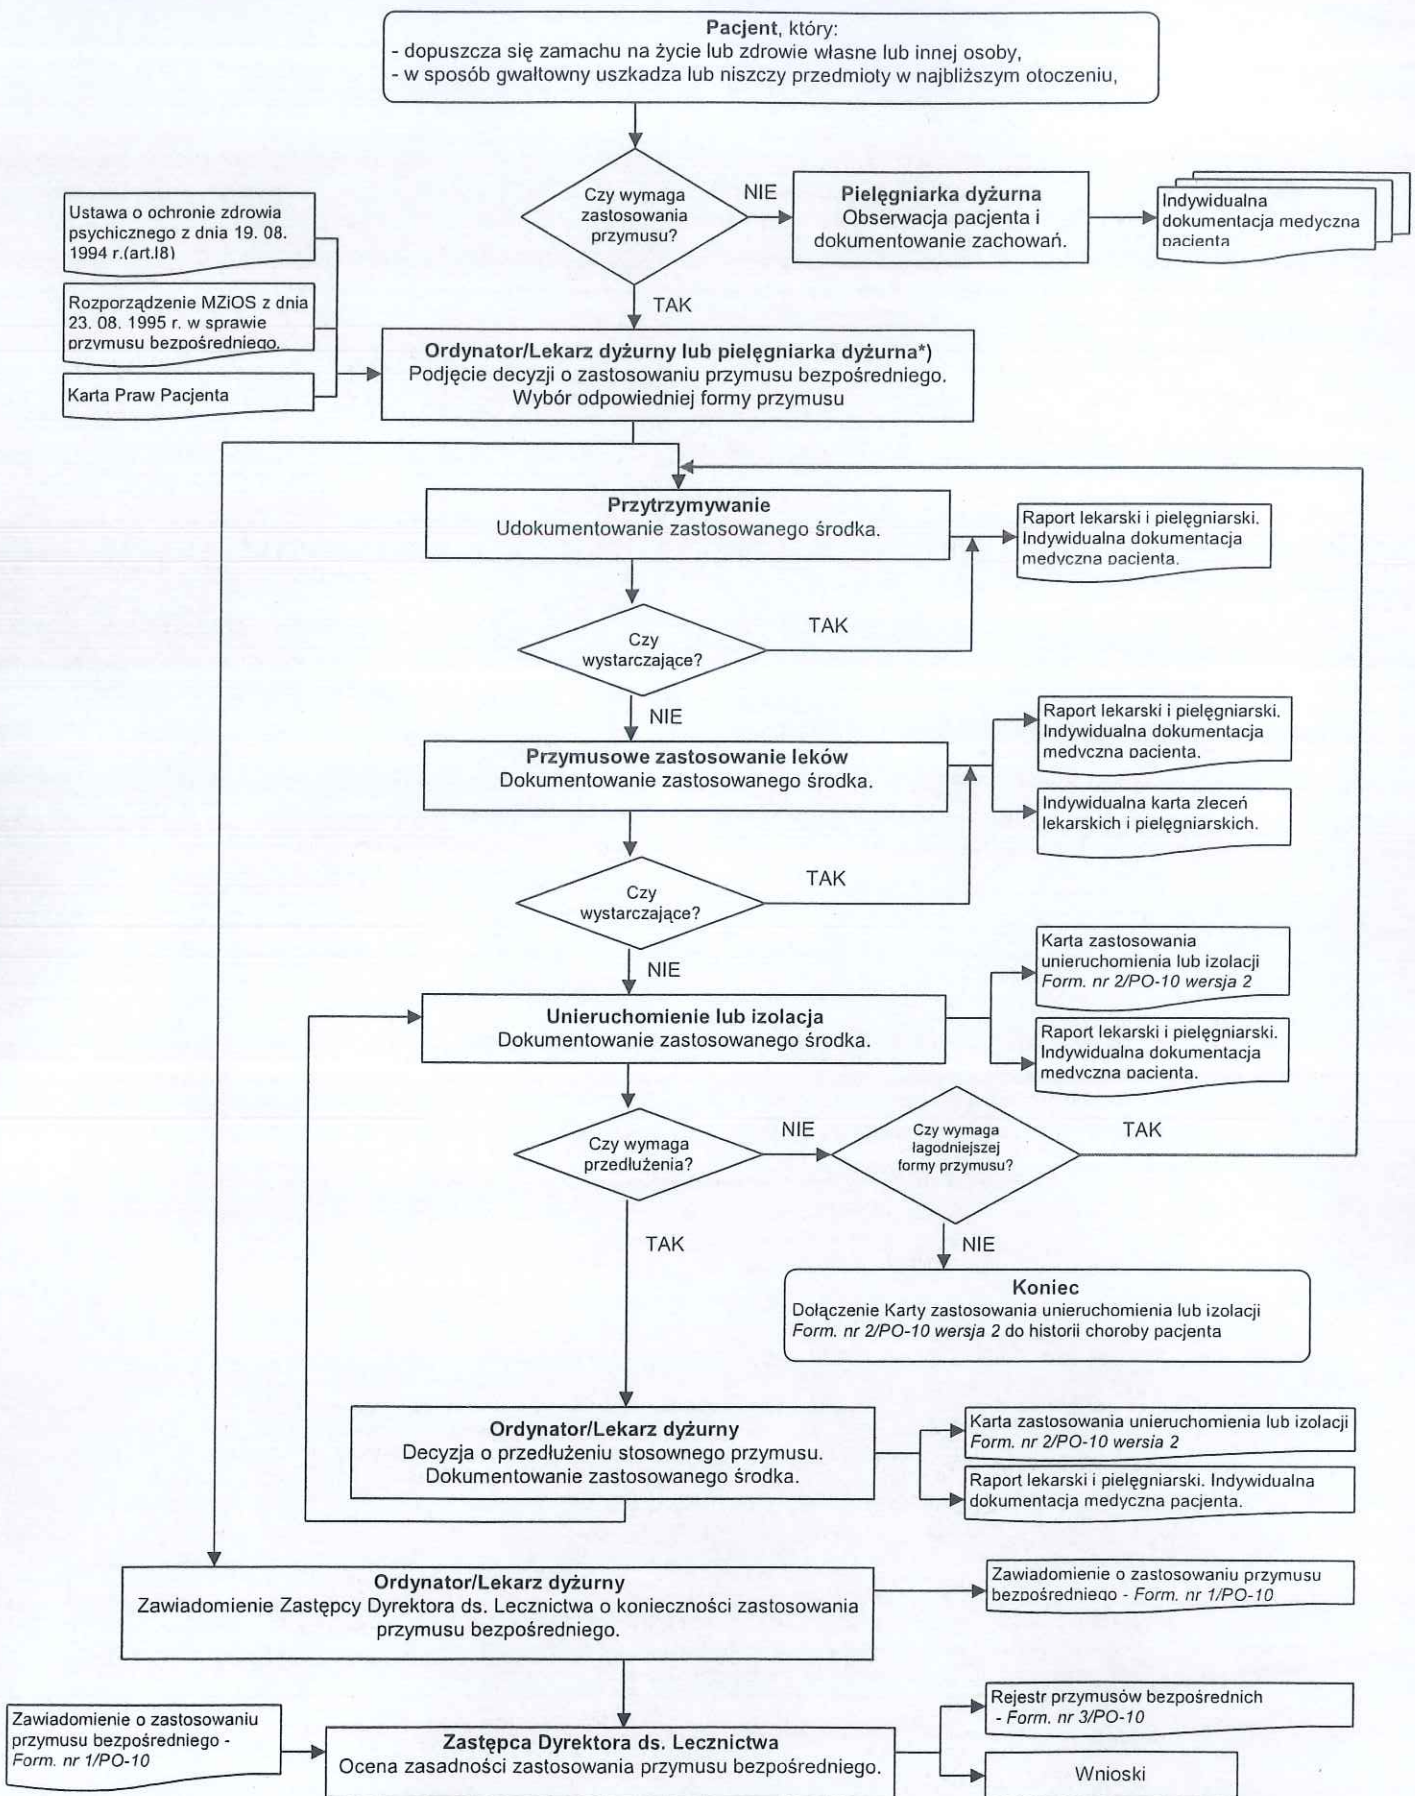 Pacjent, który:
- dopuszcza się zamachu na życie lub zdrowie własne lub innej osoby,
- w sposób gwałtowny uszkadza lub niszczy przedmioty w najbliższym otoczeniu,
Czy wymaga
zastosowania
przymusu?
NIE
Pielęgniarka dyżurna
Obserwacja pacjenta i
dokumentowanie zachowań.
Indywidualna
dokumentacja medyczna
pacjenta
Ustawa o ochronie zdrowia
psychicznego z dnia 19. 08.
1994 r.(art.I8)
Rozporządzenie MZiOS z dnia
23. 08. 1995 r. w sprawie
przymusu bezpośredniego.
Karta Praw Pacjenta
TAK
Ordynator/Lekarz dyżurny lub pielęgniarka dyżurna*)
Podjęcie decyzji o zastosowaniu przymusu bezpośredniego.
Wybór odpowiedniej formy przymusu
Przytrzymywanie
Udokumentowanie zastosowanego środka.
Raport lekarski i pielęgniarski.
Indywidualna dokumentacja
medyczna pacjenta.
Czy
wystarczające?
TAK
NIE
Przymusowe zastosowanie leków
Dokumentowanie zastosowanego środka.
Raport lekarski i pielęgniarski.
Indywidualna dokumentacja
medyczna pacjenta.
Indywidualna karta zleceń
lekarskich i pielęgniarskich.
Czy
wystarczające?
TAK
NIE
Unieruchomienie lub izolacja
Dokumentowanie zastosowanego środka.
Karta zastosowania
unieruchomienia lub izolacji
Form. nr 2/PO-10 wersja 2
Raport lekarski i pielęgniarski.
Indywidualna dokumentacja
medyczna pacjenta.
Czy wymaga
przedłużenia?
NIE
Czy wymaga
łagodniejszej
formy przymusu?
TAK
TAK
NIE
Koniec
Dołączenie Karty zastosowania unieruchomienia lub izolacji
Form. nr 2/PO-10 wersja 2 do historii choroby pacjenta
Ordynator/Lekarz dyżurny
Decyzja o przedłużeniu stosownego przymusu.
Dokumentowanie zastosowanego środka.
Karta zastosowania unieruchomienia lub izolacji
Form. nr 2/PO-10 wersja 2
Raport lekarski i pielęgniarski. Indywidualna
dokumentacja medyczna pacjenta.
Ordynator/Lekarz dyżurny
Zawiadomienie Zastępcy Dyrektora ds. Lecznictwa o konieczności zastosowania
przymusu bezpośredniego.
Zawiadomienie o zastosowaniu przymusu
bezpośredniego - Form. nr 1/PO-10
Zawiadomienie o zastosowaniu
przymusu bezpośredniego -
Form. nr 1/PO-10
Zastępca Dyrektora ds. Lecznictwa
Ocena zasadności zastosowania przymusu bezpośredniego.
Rejestr przymusów bezpośrednich
- Form. nr 3/PO-10
Wnioski